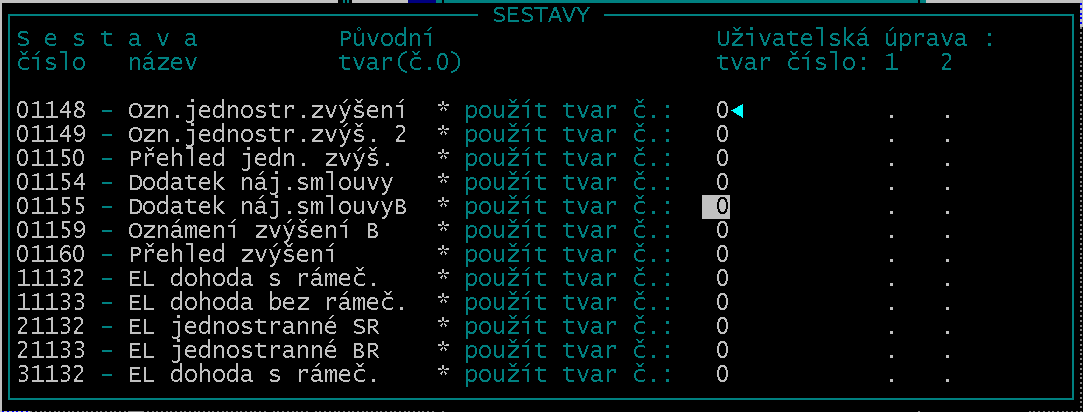 SESTAVY
S e s t a v a Původní Uživatelská úprava :
číslo název tvar(č.0) tvar číslo: 1 2
01148 - Ozn.jednostr.zvýšení * použít tvar č.: 0◄ . .
01149 - Ozn.jednostr.zvýš. 2 * použít tvar č.: 0 . .
01150 - Přehled jedn. zvýš. * použít tvar č.: 0 . .
01154 - Dodatek náj.smlouvy * použít tvar č.: 0 . .
01155 - Dodatek náj.smlouvyB * použít tvar č.: 0 . .
01159 - Oznámení zvýšení B * použít tvar č.: 0 . .
01160 - Přehled zvýšení * použít tvar č.: 0 . .
11132 - EL dohoda s rámeč. * použít tvar č.: 0 . .
11133 - EL dohoda bez rámeč. * použít tvar č.: 0 . .
21132 - EL jednostranné SR * použít tvar č.: 0 . .
21133 - EL jednostranné BR * použít tvar č.: 0 . .
31132 - EL dohoda s rámeč. * použít tvar č.: 0 . .